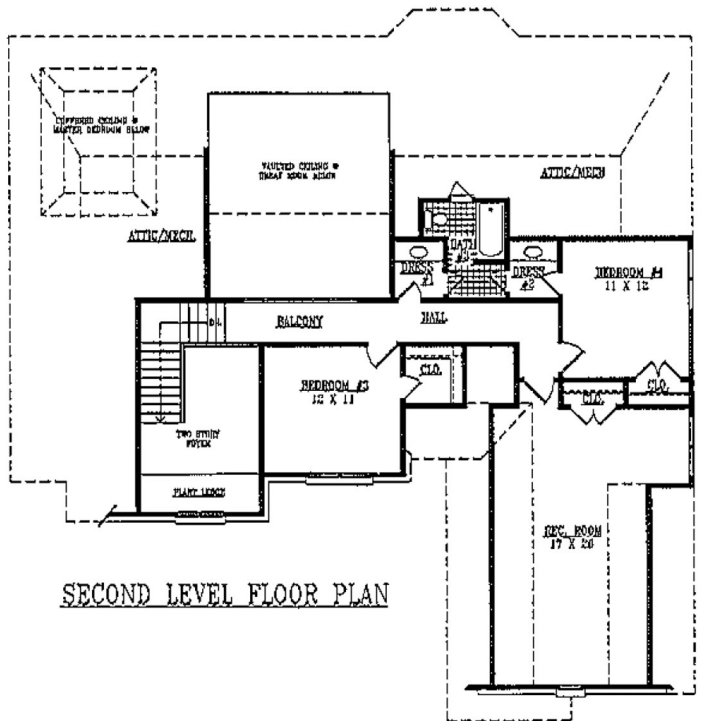 COFFERED CEILING @
MASTER BEDROOM BELOW
VAULTED CEILING @
GREAT ROOM BELOW
ATTIC/MECH
ATTIC/MECH.
BATH
#3
DRESS
#1
DRESS
#2
BEDROOM #4
11 X 12
DN.
BALCONY
HALL
BEDROOM #3
12 X 11
CLO.
CLO.
CLO.
TWO STORY
FOYER
PLANT LEDGE
REC. ROOM
17 X 26
SECOND LEVEL FLOOR PLAN